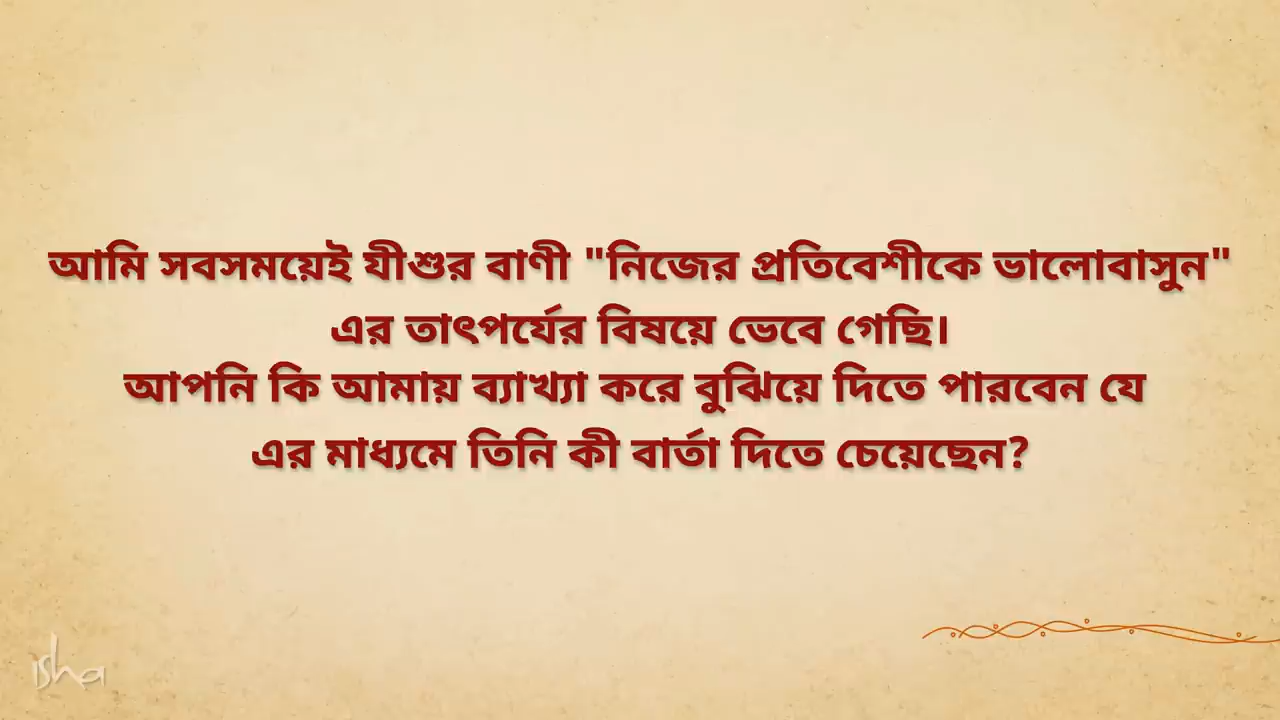 আমি সবসময়েই যীশুর বাণী "নিজের প্রতিবেশীকে ভালোবাসুন"
এর তাৎপর্যের বিষয়ে ভেবে গেছি।
আপনি কি আমায় ব্যাখ্যা করে বুঝিয়ে দিতে পারবেন যে
এর মাধ্যমে তিনি কী বার্তা দিতে চেয়েছেন?
isha